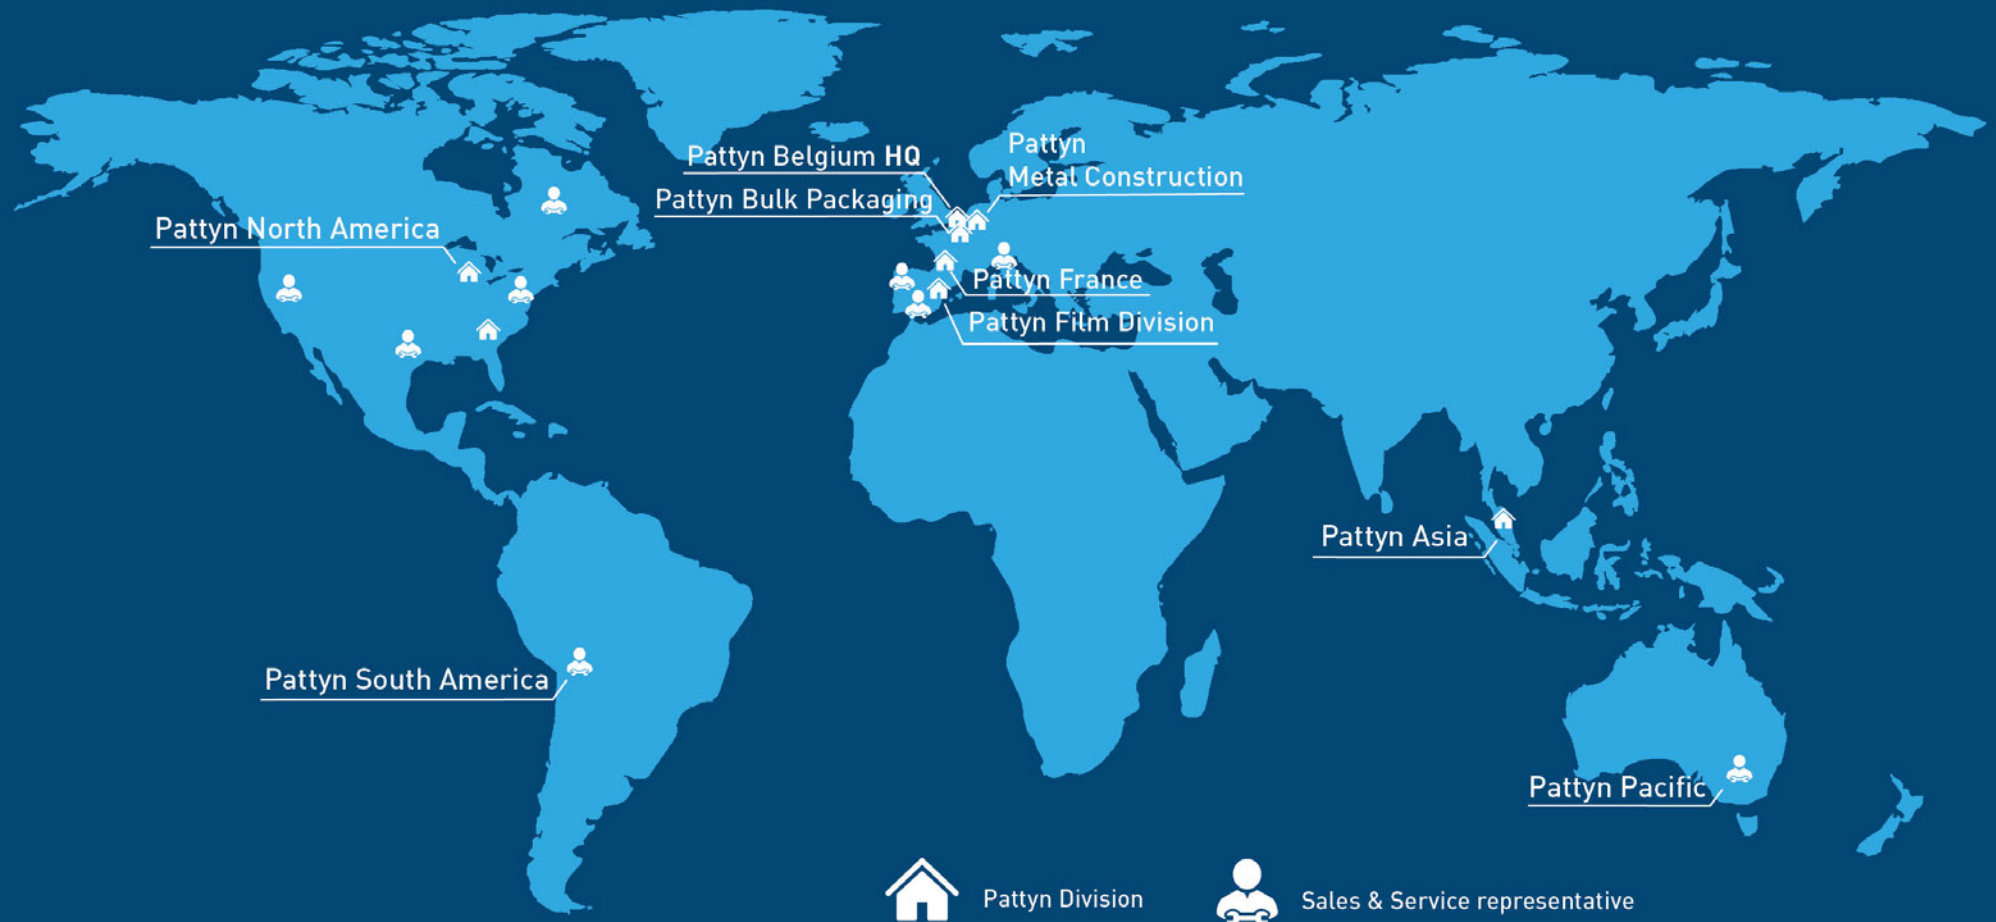 Pattyn Belgium HQ
Pattyn
Metal Construction
Pattyn Bulk Packaging
Pattyn North America
Pattyn France
Pattyn Film Division
Pattyn Asia
Pattyn South America
Pattyn Pacific
Pattyn Division
Sales & Service representative